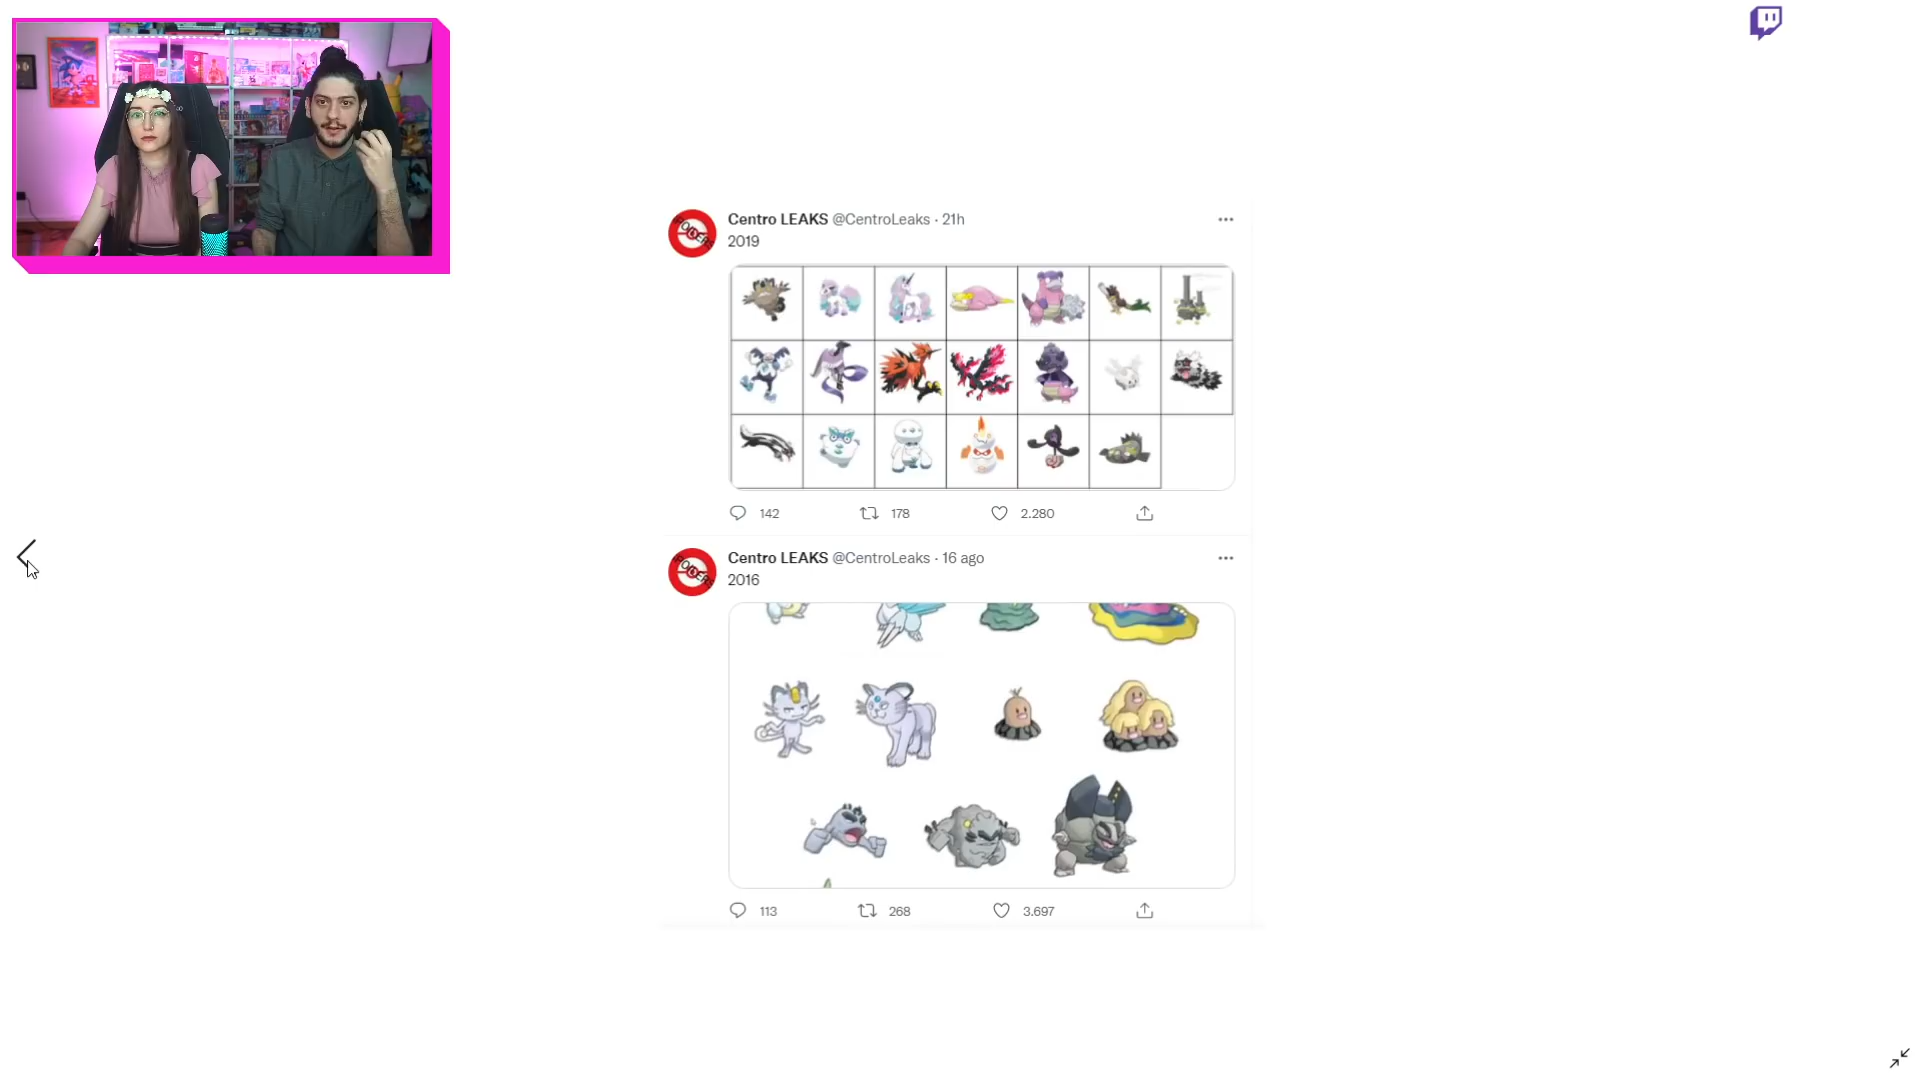 Centro LEAKS @CentroLeaks · 21h
2019
142 178 2.280
Centro LEAKS @CentroLeaks · 16 ago
2016
113 268 3.697